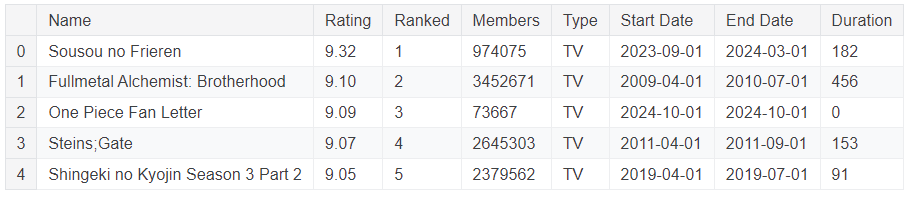 Name Rating Ranked Members Type Start Date End Date Duration
0 Sousou no Frieren 9.32 1 974075 TV 2023-09-01 2024-03-01 182
1 Fullmetal Alchemist: Brotherhood 9.10 2 3452671 TV 2009-04-01 2010-07-01 456
2 One Piece Fan Letter 9.09 3 73667 TV 2024-10-01 2024-10-01 0
3 Steins;Gate 9.07 4 2645303 TV 2011-04-01 2011-09-01 153
4 Shingeki no Kyojin Season 3 Part 2 9.05 5 2379562 TV 2019-04-01 2019-07-01 91